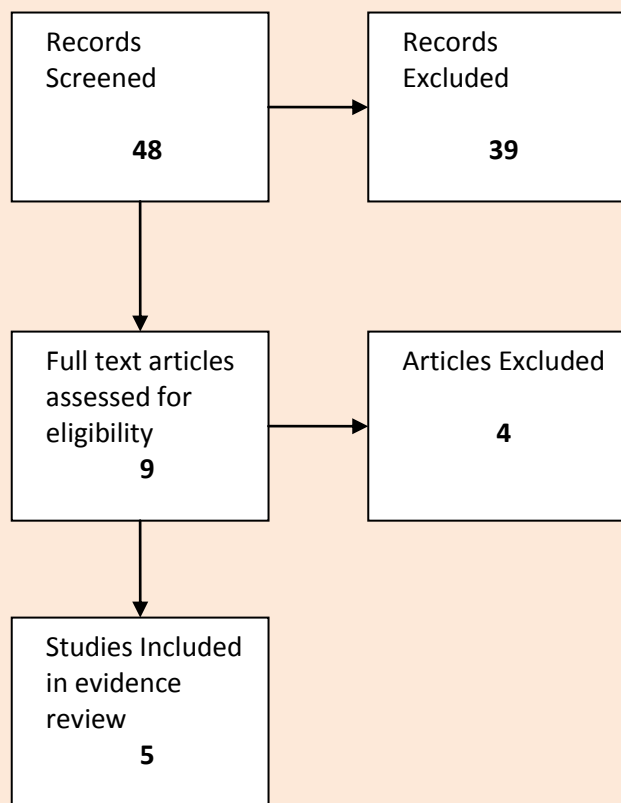 Records
Screened
48
Records
Excluded
39
Full text articles
assessed for
eligibility
9
Articles Excluded
4
Studies Included
in evidence
review
5